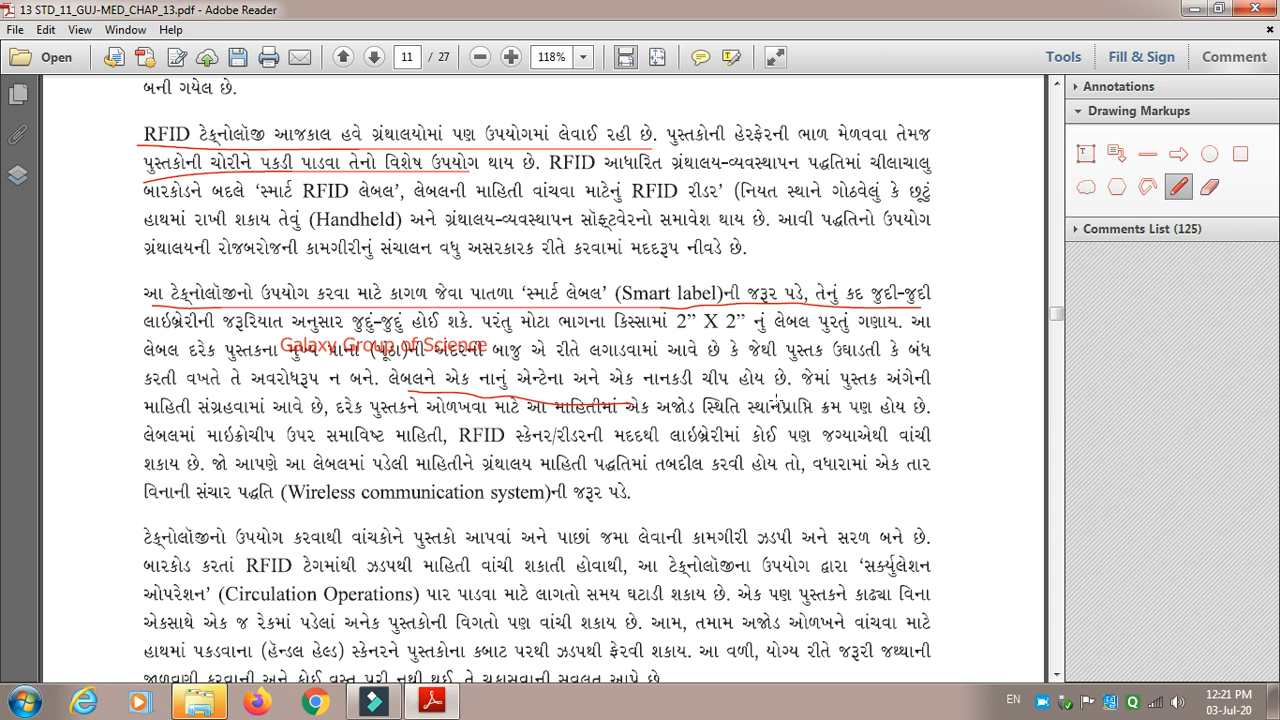 13 STD_11_GUJ-MED_CHAP_13.pdf - Adobe Reader
File Edit View Window Help
Open 11 / 27 118% Tools Fill & Sign Comment
બની ગયેલ છે.
RFID ટેક્નોલૉજી આજકાલ હવે ગ્રંથાલયોમાં પણ ઉપયોગમાં લેવાઈ રહી છે. પુસ્તકોની હેરફેરની ભાળ મેળવવા તેમજ
પુસ્તકોની ચોરીને પકડી પાડવા તેનો વિશેષ ઉપયોગ થાય છે. RFID આધારિત ગ્રંથાલય-વ્યવસ્થાપન પદ્ધતિમાં ચીલાચાલુ
બારકોડને બદલે ‘સ્માર્ટ RFID લેબલ’, લેબલની માહિતી વાંચવા માટેનું RFID રીડર’ (નિયત સ્થાને ગોઠવેલું કે છૂટું
હાથમાં રાખી શકાય તેવું (Handheld) અને ગ્રંથાલય-વ્યવસ્થાપન સૉફ્ટવેરનો સમાવેશ થાય છે. આવી પદ્ધતિનો ઉપયોગ
ગ્રંથાલયની રોજબરોજની કામગીરીનું સંચાલન વધુ અસરકારક રીતે કરવામાં મદદરૂપ નીવડે છે.
આ ટેક્નોલૉજીનો ઉપયોગ કરવા માટે કાગળ જેવા પાતળા ‘સ્માર્ટ લેબલ’ (Smart label)ની જરૂર પડે, તેનું કદ જુદી-જુદી
લાઇબ્રેરીની જરૂરિયાત અનુસાર જુદું-જુદું હોઈ શકે. પરંતુ મોટા ભાગના કિસ્સામાં 2” X 2” નું લેબલ પુરતું ગણાય. આ
લેબલ દરેક પુસ્તકના મુખ્ય પાના (પૂંઠા)ની અંદરની બાજુ એ રીતે લગાડવામાં આવે છે કે જેથી પુસ્તક ઉઘાડતી કે બંધ
Galaxy Group of Science
કરતી વખતે તે અવરોધરૂપ ન બને. લેબલને એક નાનું એન્ટેના અને એક નાનકડી ચીપ હોય છે. જેમાં પુસ્તક અંગેની
માહિતી સંગ્રહવામાં આવે છે, દરેક પુસ્તકને ઓળખવા માટે આ માહિતીમાં એક અજોડ સ્થિતિ સ્થાનપ્રાપ્તિ ક્રમ પણ હોય છે.
લેબલમાં માઇક્રોચીપ ઉપર સમાવિષ્ટ માહિતી, RFID સ્કેનર/રીડરની મદદથી લાઇબ્રેરીમાં કોઈ પણ જગ્યાએથી વાંચી
શકાય છે. જો આપણે આ લેબલમાં પડેલી માહિતીને ગ્રંથાલય માહિતી પદ્ધતિમાં તબદીલ કરવી હોય તો, વધારામાં એક તાર
વિનાની સંચાર પદ્ધતિ (Wireless communication system)ની જરૂર પડે.
ટેક્નોલૉજીનો ઉપયોગ કરવાથી વાંચકોને પુસ્તકો આપવાં અને પાછાં જમા લેવાની કામગીરી ઝડપી અને સરળ બને છે.
બારકોડ કરતાં RFID ટેગમાંથી ઝડપથી માહિતી વાંચી શકાતી હોવાથી, આ ટેક્નોલૉજીના ઉપયોગ દ્વારા ‘સર્ક્યુલેશન
ઓપરેશન’ (Circulation Operations) પાર પાડવા માટે લાગતો સમય ઘટાડી શકાય છે. એક પણ પુસ્તકને કાઢ્યા વિના
એકસાથે એક જ રેકમાં પડેલાં અનેક પુસ્તકોની વિગતો પણ વાંચી શકાય છે. આમ, તમામ અજોડ ઓળખને વાંચવા માટે
હાથમાં પકડવાના (હૅન્ડલ હેલ્ડ) સ્કેનરને પુસ્તકોના કબાટ પરથી ઝડપથી ફેરવી શકાય. આ વળી, યોગ્ય રીતે જરૂરી જથ્થાની
જાળવણી કરવાની અને કોઈ વસ્તુ પૂરી નથી થઈ, તે ચકાસવાની સવલત આપે છે.
Annotations
Drawing Markups
Comments List (125)
EN 12:21 PM
03-Jul-20